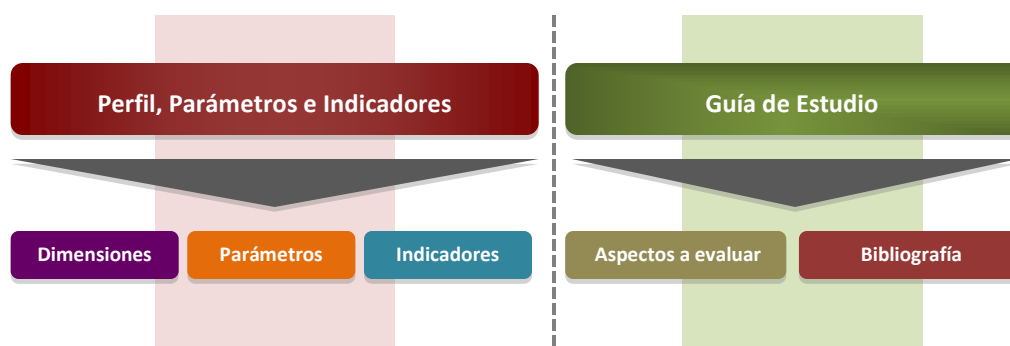 Perfil, Parámetros e Indicadores
Guía de Estudio
Dimensiones
Parámetros
Indicadores
Aspectos a evaluar
Bibliografía